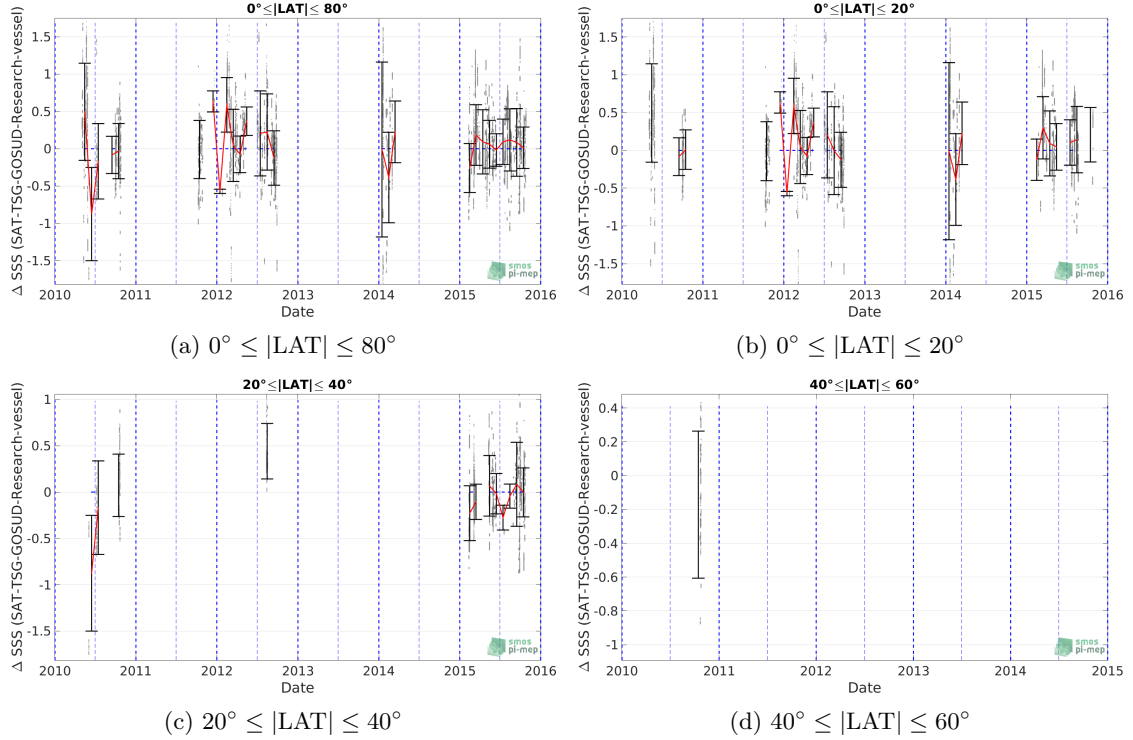 0°≤|LAT|≤ 80°
Δ SSS (SAT-TSG-GOSUD-Research-vessel)
1.5
1
0.5
0
-0.5
-1
-1.5
smos
pi-mep
2010 2011 2012 2013 2014 2015 2016
Date
(a) 0° ≤ |LAT| ≤ 80°
0°≤|LAT|≤ 20°
Δ SSS (SAT-TSG-GOSUD-Research-vessel)
1.5
1
0.5
0
-0.5
-1
-1.5
smos
pi-mep
2010 2011 2012 2013 2014 2015 2016
Date
(b) 0° ≤ |LAT| ≤ 20°
20°≤|LAT|≤ 40°
Δ SSS (SAT-TSG-GOSUD-Research-vessel)
1
0.5
0
-0.5
-1
-1.5
smos
pi-mep
2010 2011 2012 2013 2014 2015 2016
Date
(c) 20° ≤ |LAT| ≤ 40°
40°≤|LAT|≤ 60°
Δ SSS (SAT-TSG-GOSUD-Research-vessel)
0.4
0.2
0
-0.2
-0.4
-0.6
-0.8
-1
smos
pi-mep
2010 2011 2012 2013 2014 2015
Date
(d) 40° ≤ |LAT| ≤ 60°